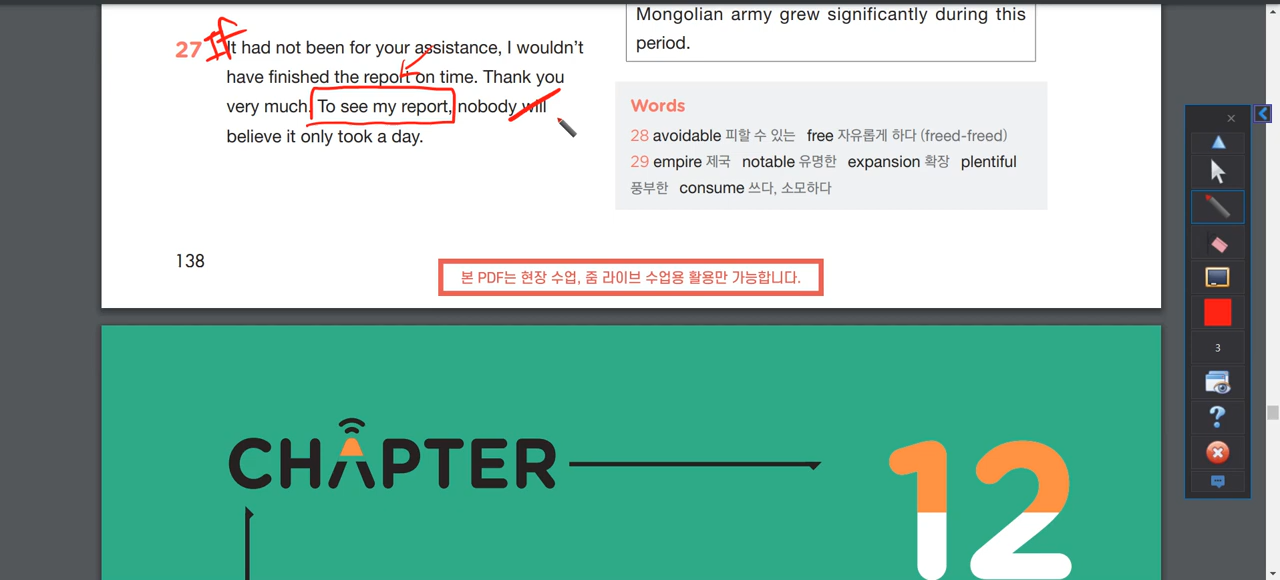 Mongolian army grew significantly during this
period.
If
27 It had not been for your assistance, I wouldn't
have finished the report on time. Thank you
very much. To see my report, nobody will
believe it only took a day.
Words
28 avoidable 피할 수 있는 free 자유롭게 하다 (freed-freed)
29 empire 제국 notable 유명한 expansion 확장 plentiful
풍부한 consume 쓰다, 소모하다
138
본 PDF는 현장 수업, 줌 라이브 수업용 활용만 가능합니다.
3
CHAPTER 12